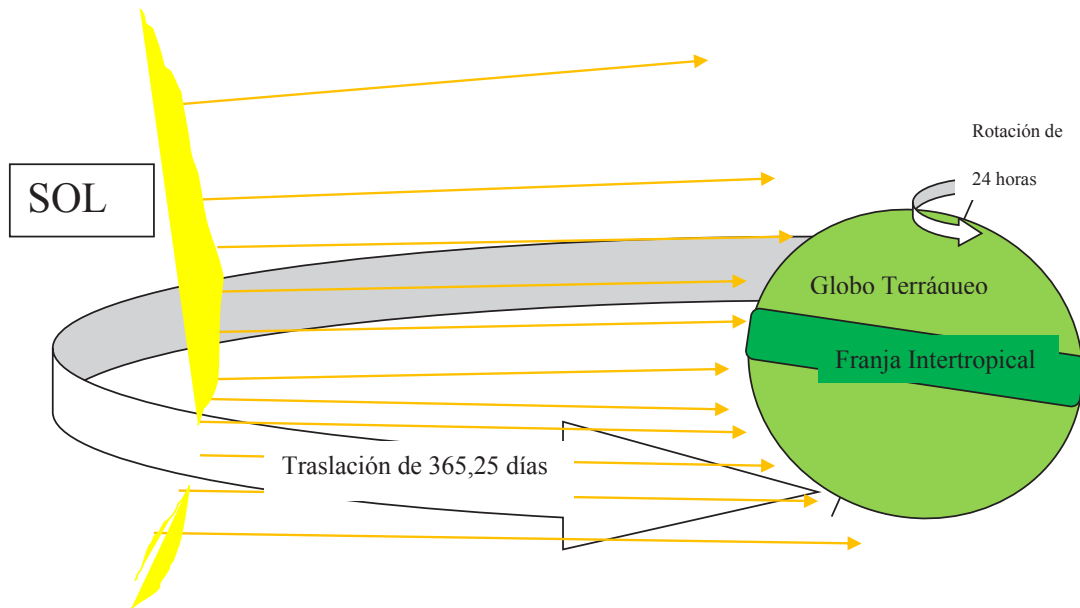 SOL
Rotación de
24 horas
Globo Terráqueo
Franja Intertropical
Traslación de 365,25 días